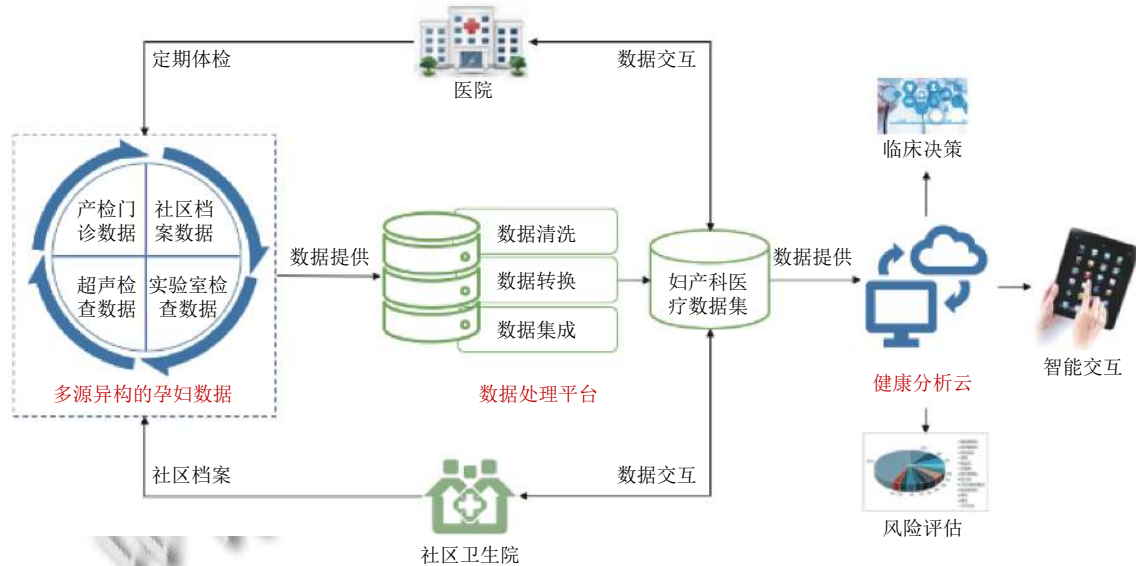 定期体检
医院
数据交互
临床决策
产检门
诊数据
社区档
案数据
超声检
查数据
实验室检
查数据
多源异构的孕妇数据
数据提供
数据清洗
数据转换
数据集成
数据处理平台
妇产科医
疗数据集
数据提供
健康分析云
智能交互
社区档案
社区卫生院
数据交互
风险评估